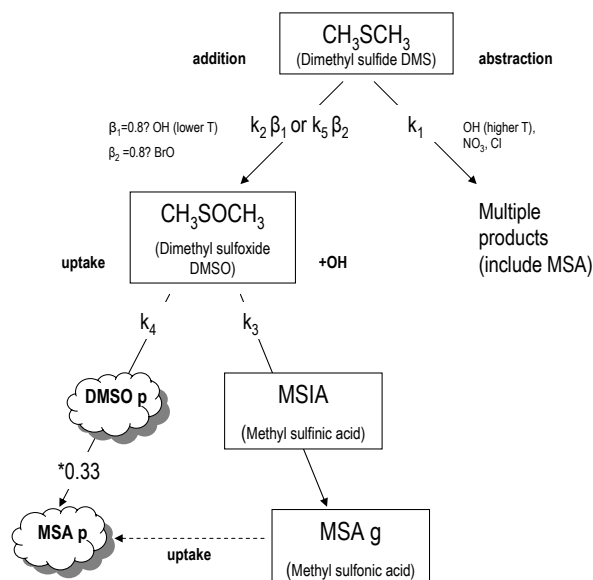 CH₃SCH₃
(Dimethyl sulfide DMS)
addition
abstraction
β₁=0.8? OH (lower T)
β₂ =0.8? BrO
k₂ β₁ or k₅ β₂
k₁
OH (higher T),
NO₃, Cl
CH₃SOCH₃
(Dimethyl sulfoxide
DMSO)
uptake
+OH
Multiple
products
(include MSA)
k₄
k₃
DMSO p
MSIA
(Methyl sulfinic acid)
*0.33
MSA p
uptake
MSA g
(Methyl sulfonic acid)